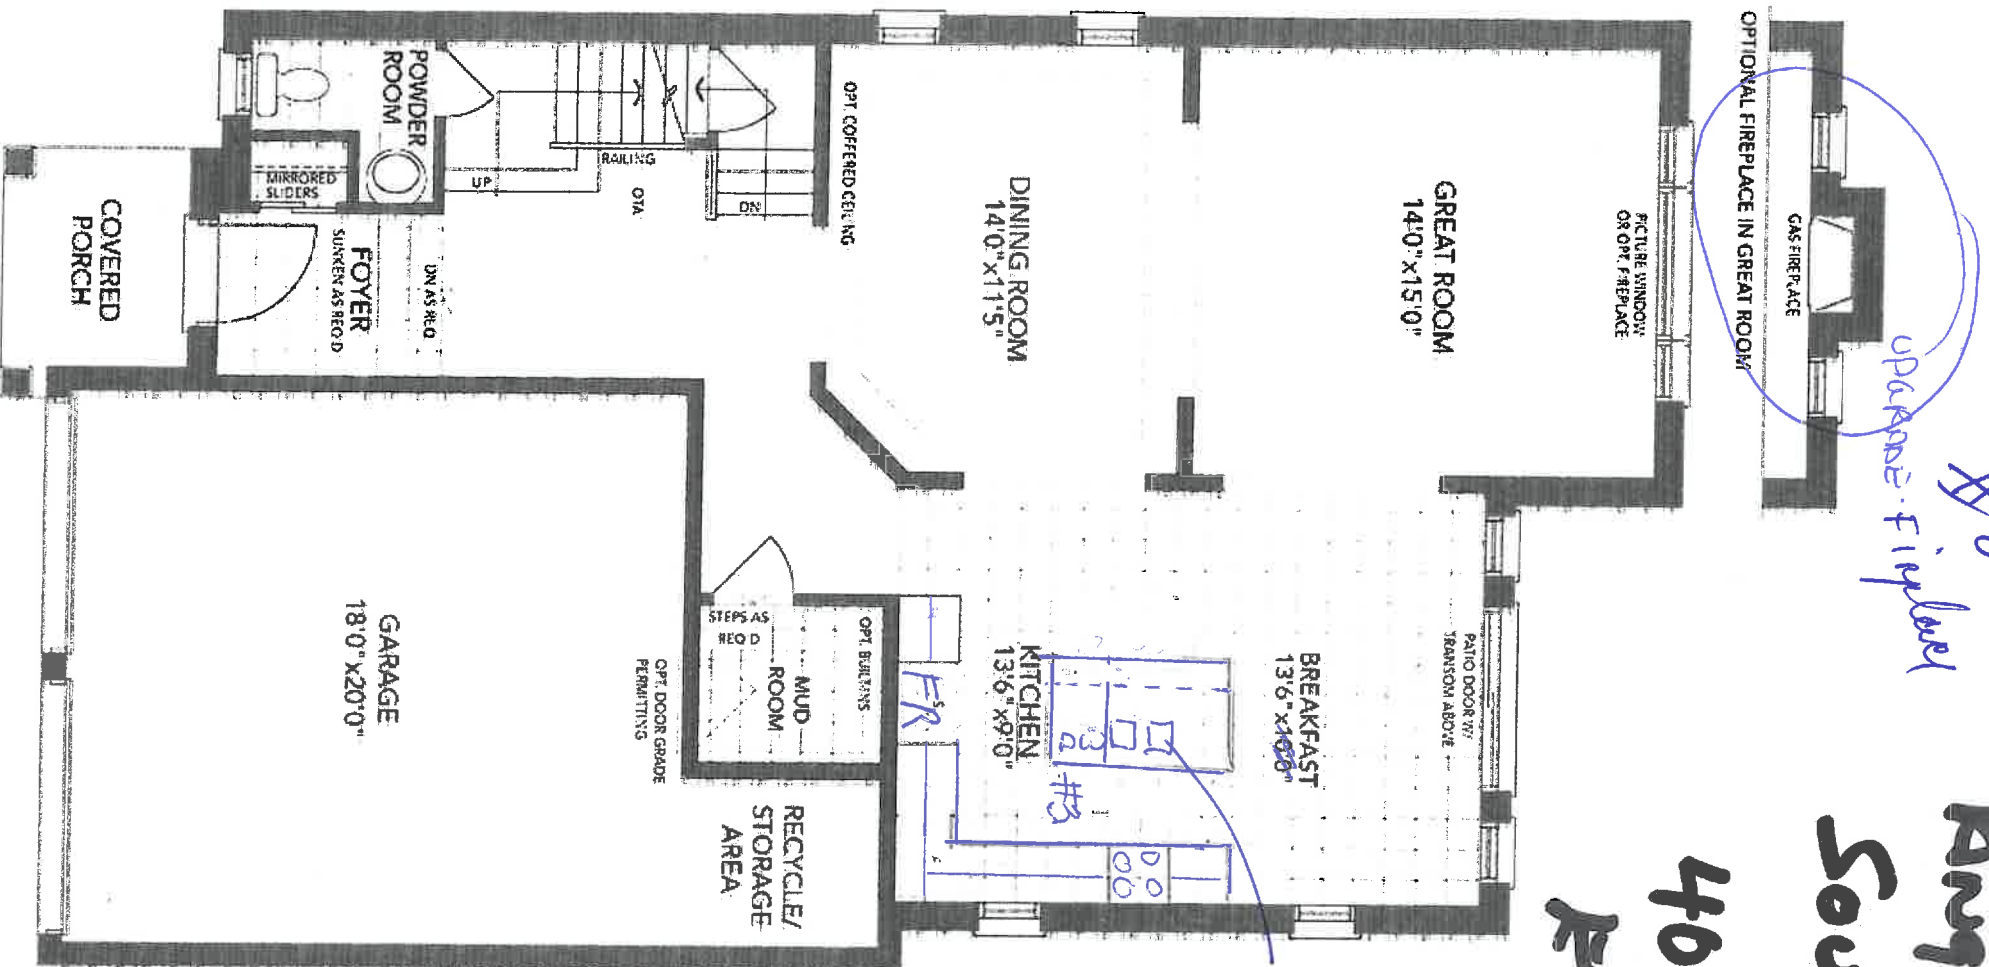 OPTIONAL FIREPLACE IN GREAT ROOM
GAS FIREPLACE
UPGRADE. Fireplace
PICTURE WINDOW
OR OPT. FIREPLACE
GREAT ROOM
14'0"x15'0"
PATIO DOOR W/
TRANSOM ABOVE
BREAKFAST
13'6"x10'0"
DINING ROOM
14'0"x11'5"
KITCHEN
13'6"x9'0"
#3
FR
OPT. COFFERED CEILING
OPT. BUILT-INS
MUD
ROOM
STEPS AS
REQ'D
RECYCLE/
STORAGE
AREA
OPT. DOOR GRADE
PERMITTING
DN
OTA
RAILING
UP
POWDER
ROOM
MIRRORED
SLIDERS
DN AS REQ
FOYER
SUNKEN AS REQ'D
GARAGE
18'0"x20'0"
COVERED
PORCH
46